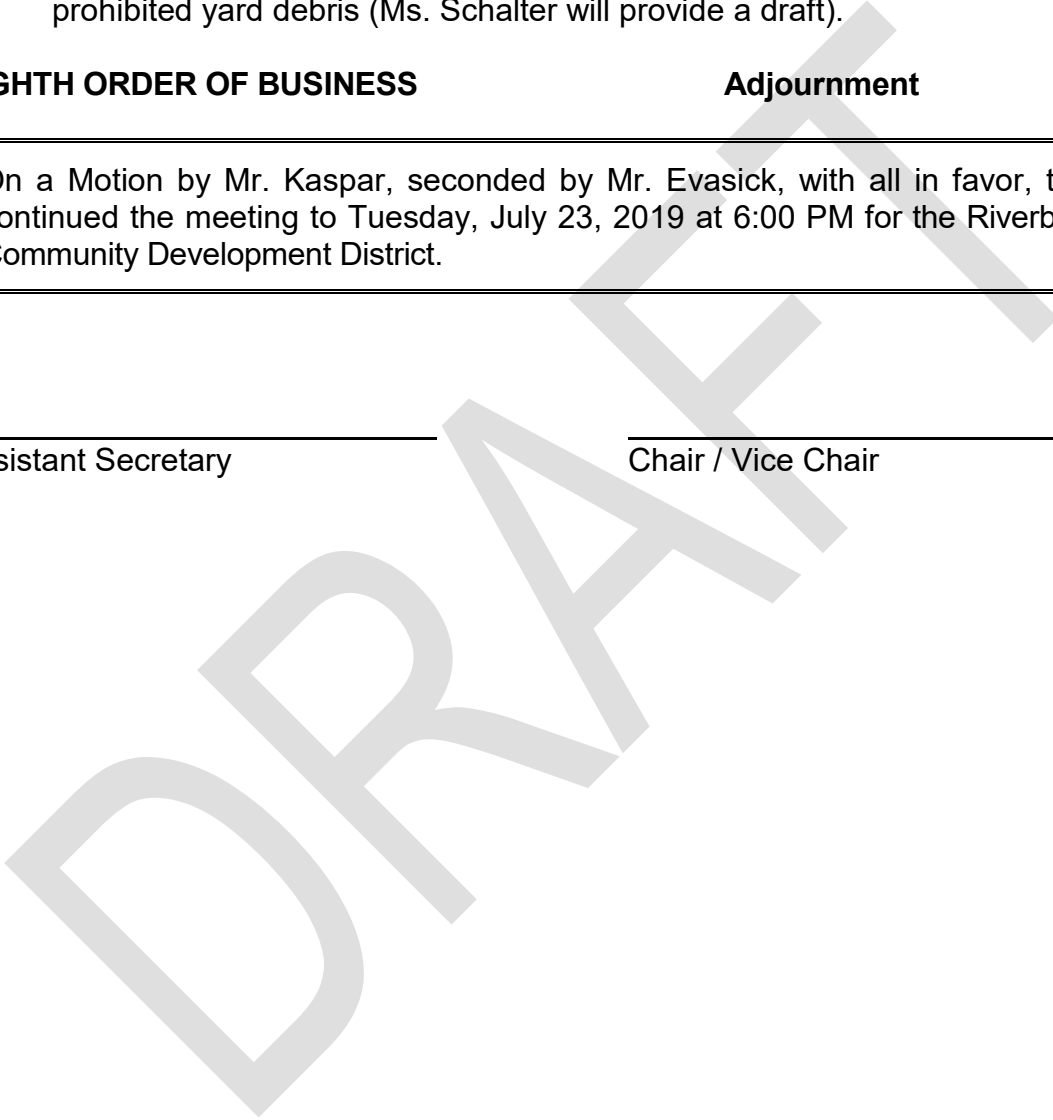 prohibited yard debris (Ms. Schalter will provide a draft).
GHTH ORDER OF BUSINESS Adjournment
On a Motion by Mr. Kaspar, seconded by Mr. Evasick, with all in favor, t
ontinued the meeting to Tuesday, July 23, 2019 at 6:00 PM for the Riverb
Community Development District.
sistant Secretary Chair / Vice Chair
DRAFT